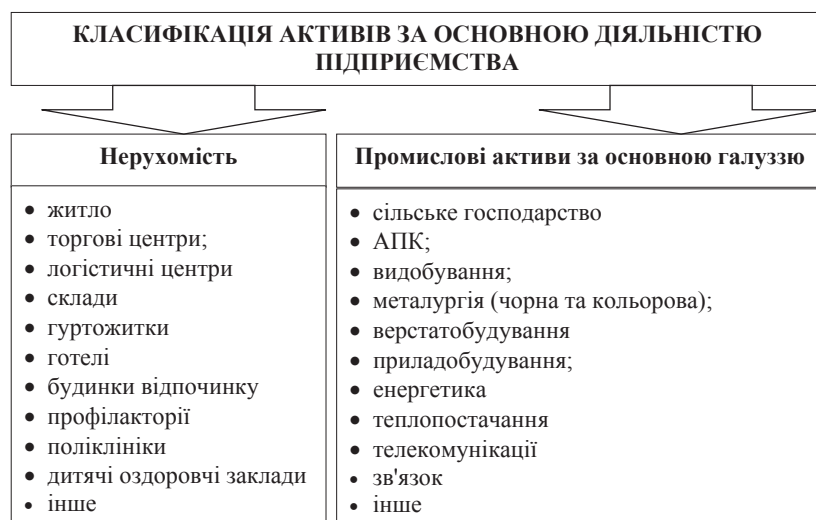 КЛАСИФІКАЦІЯ АКТИВІВ ЗА ОСНОВНОЮ ДІЯЛЬНІСТЮ
ПІДПРИЄМСТВА
Нерухомість
• житло
• торгові центри;
• логістичні центри
• склади
• гуртожитки
• готелі
• будинки відпочинку
• профілакторії
• поліклініки
• дитячі оздоровчі заклади
• інше
Промислові активи за основною галуззю
• сільське господарство
• АПК;
• видобування;
• металургія (чорна та кольорова);
• верстатобудування
• приладобудування;
• енергетика
• теплопостачання
• телекомунікації
• зв'язок
• інше